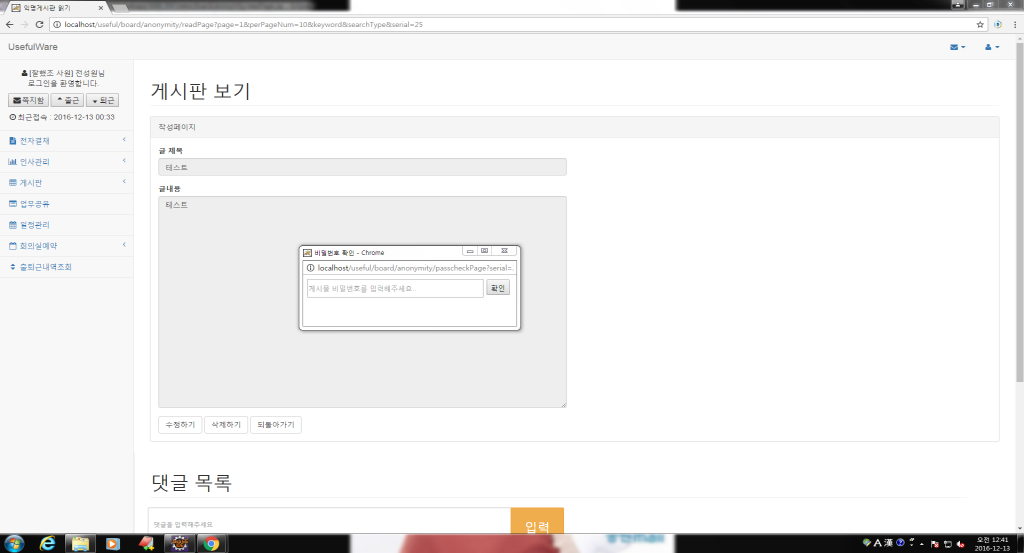 익명게시판 읽기
localhost/useful/board/anonymity/readPage?page=1&perPageNum=10&keyword&searchType&serial=25
UsefulWare
[잘했조 사원] 전성원님
로그인을 환영합니다.
쪽지함 출근 퇴근
최근접속 : 2016-12-13 00:33
전자결재
인사관리
게시판
업무공유
일정관리
회의실예약
출퇴근내역조회
게시판 보기
작성페이지
글 제목
테스트
글내용
테스트
비밀번호 확인 - Chrome
localhost/useful/board/anonymity/passcheckPage?serial=...
게시물 비밀번호를 입력해주세요..
확인
수정하기 삭제하기 되돌아가기
댓글 목록
댓글을 입력해주세요
입력
A 漢
오전 12:41
2016-12-13